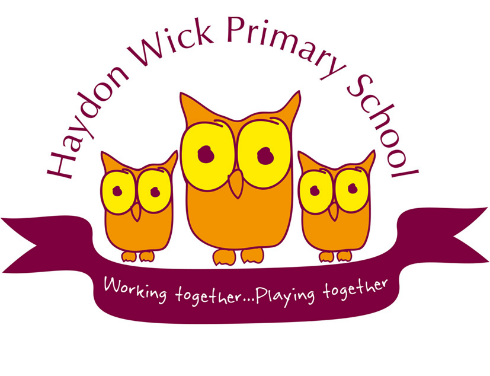 Haydon Wick Primary School
Working together...Playing together